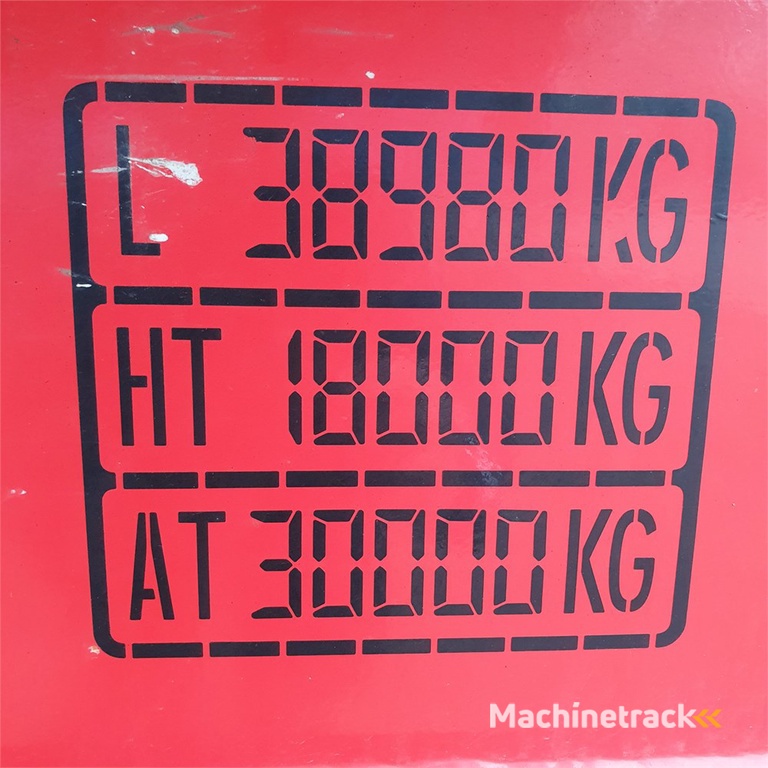 L 38980 KG
HT 18000 KG
AT 30000 KG
Machinetrack